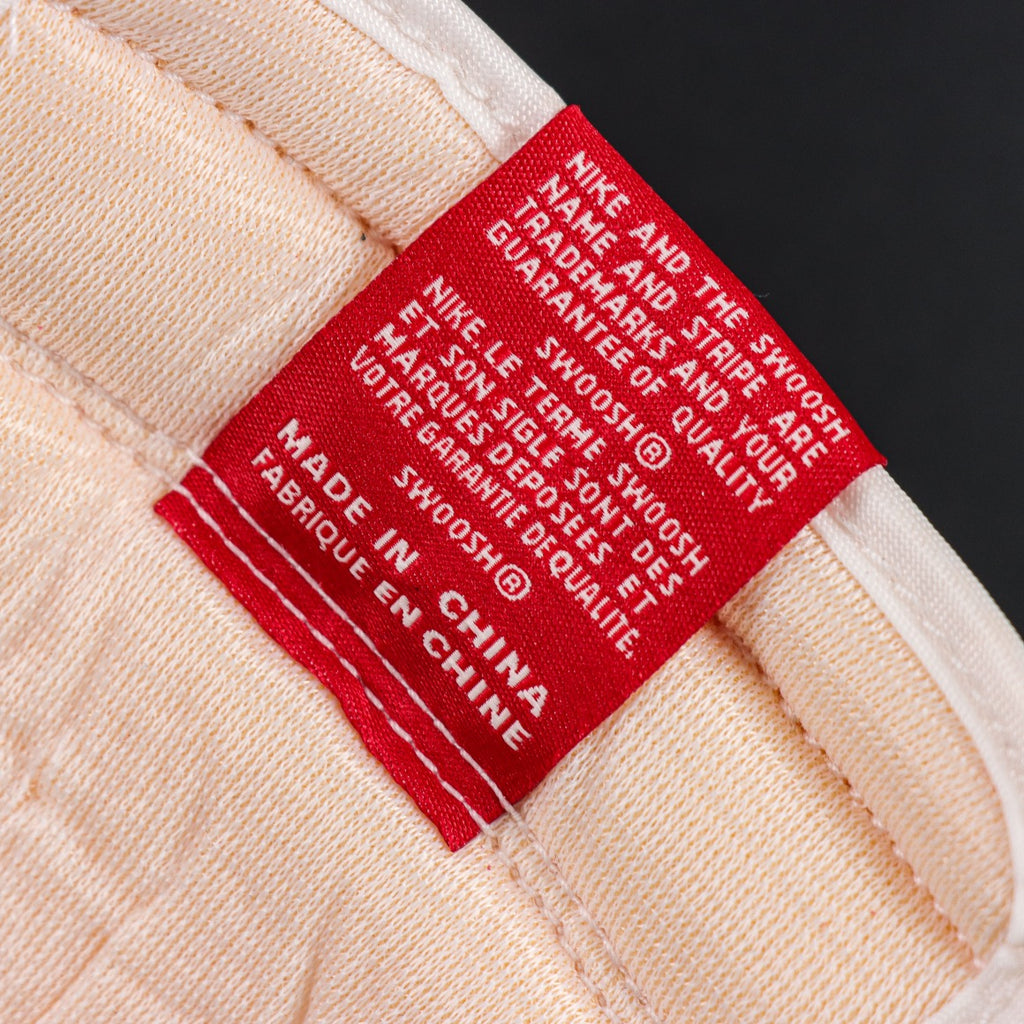 NIKE AND THE SWOOSH
NAME AND STRIPE ARE
TRADEMARKS AND YOUR
GUARANTEE OF QUALITY
SWOOSH®
NIKE LE TERME SWOOSH
ET SON SIGLE SONT DES
MARQUES DEPOSEES, ET
VOTRE GARANTIE DE QUALITE.
SWOOSH®
MADE IN CHINA
FABRIQUE EN CHINE